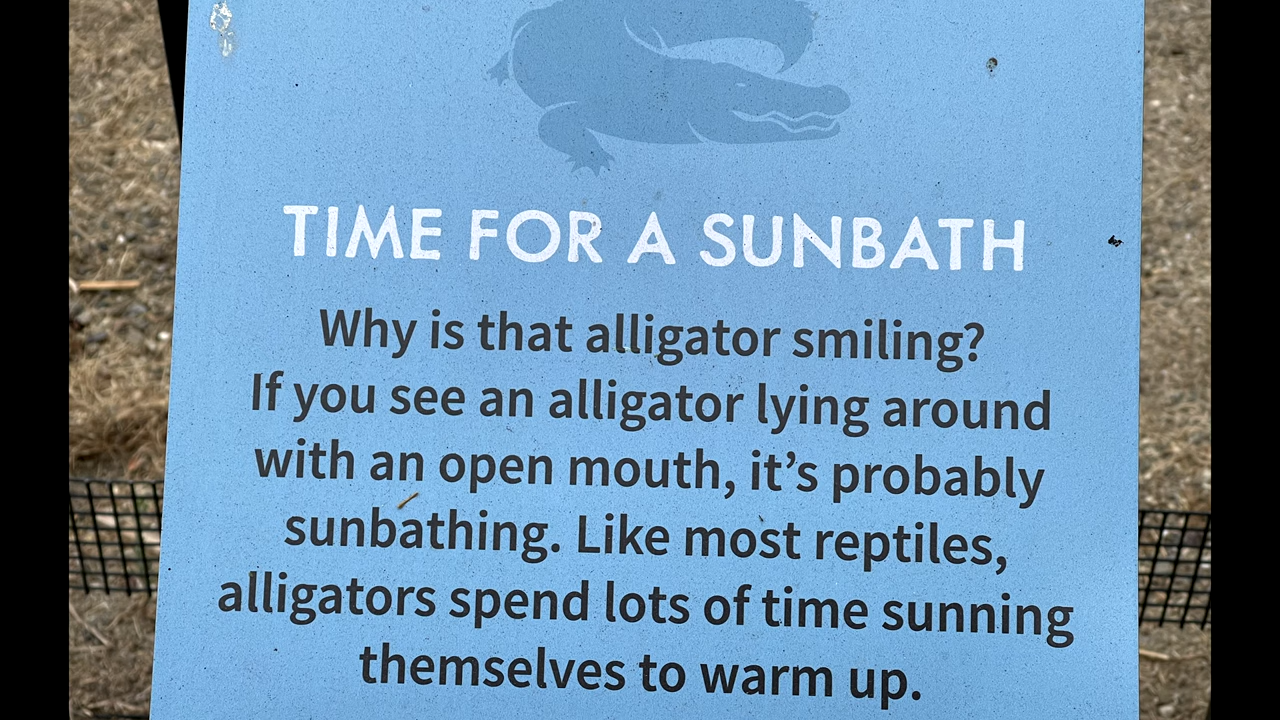 TIME FOR A SUNBATH
Why is that alligator smiling?
If you see an alligator lying around
with an open mouth, it’s probably
sunbathing. Like most reptiles,
alligators spend lots of time sunning
themselves to warm up.